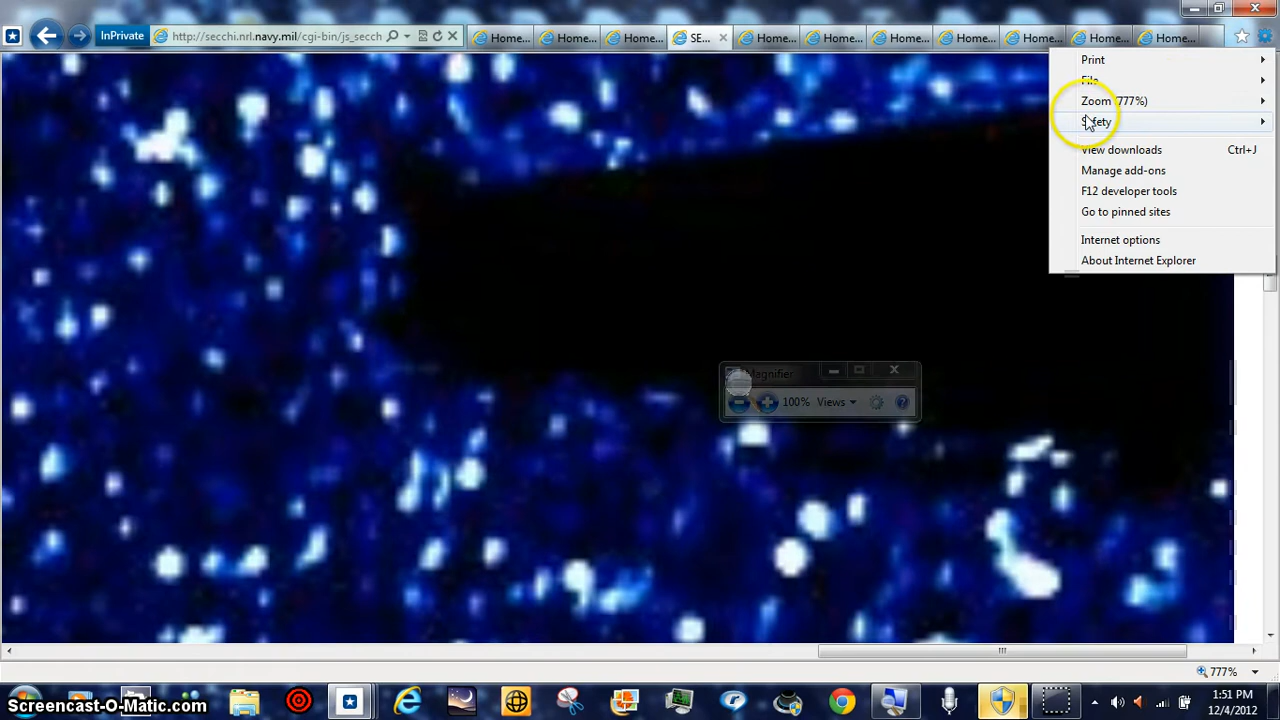 InPrivate
http://secchi.nrl.navy.mil/cgi-bin/js_secch
Home...
Home...
Home...
SE...
Home...
Home...
Home...
Home...
Home...
Home...
Home...
Print
File
Zoom (777%)
Safety
View downloads Ctrl+J
Manage add-ons
F12 developer tools
Go to pinned sites
Internet options
About Internet Explorer
Magnifier
100% Views
777%
1:51 PM
12/4/2012
Screencast-O-Matic.com